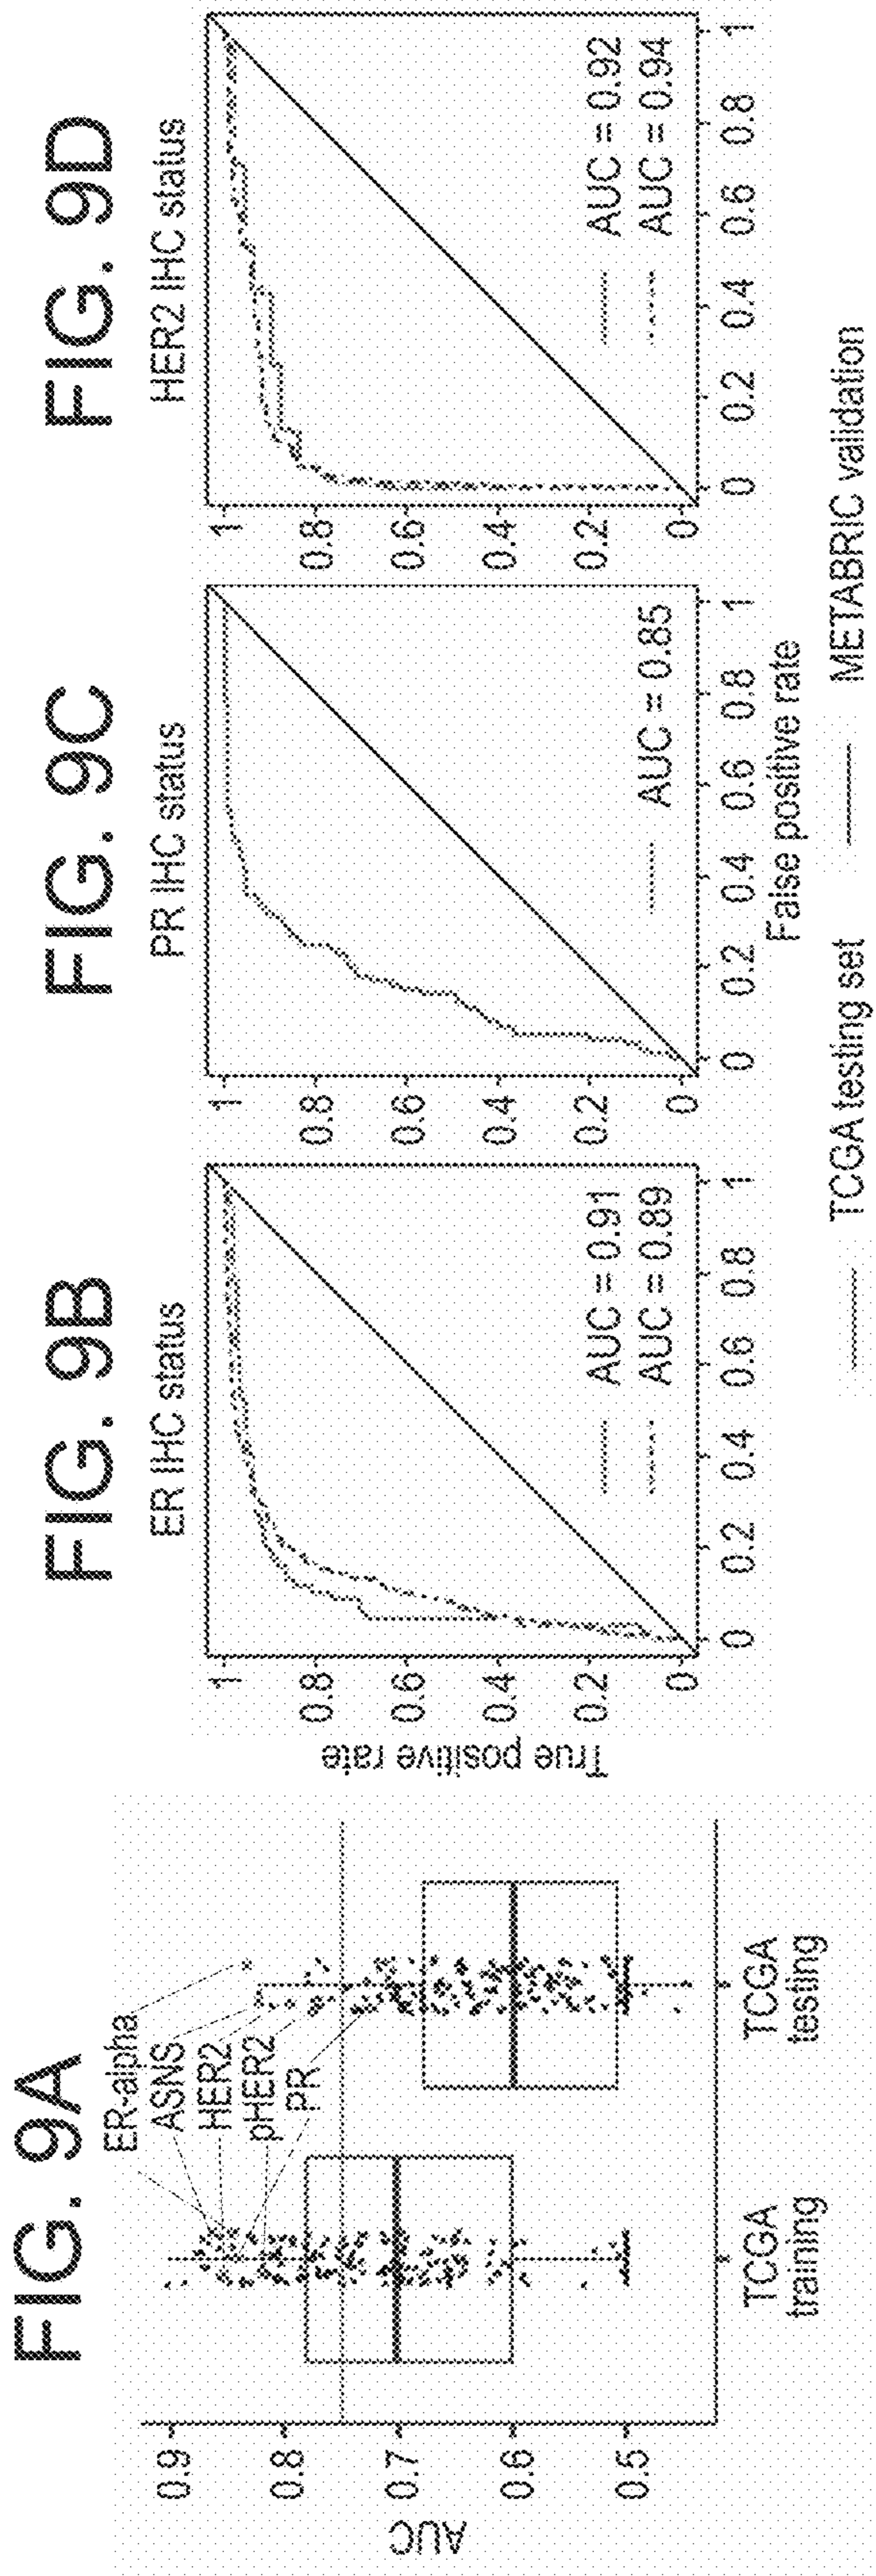 FIG. 9A
AUC
0.9
0.8
0.7
0.6
0.5
ER-alpha
ASNS
HER2
pHER2
PR
TCGA
training
TCGA
testing
FIG. 9B
ER IHC status
True positive rate
1
0.8
0.6
0.4
0.2
0
AUC = 0.91
AUC = 0.89
0 0.2 0.4 0.6 0.8 1
FIG. 9C
PR IHC status
1
0.8
0.6
0.4
0.2
0
AUC = 0.85
0 0.2 0.4 0.6 0.8 1
False positive rate
FIG. 9D
HER2 IHC status
1
0.8
0.6
0.4
0.2
0
AUC = 0.92
AUC = 0.94
0 0.2 0.4 0.6 0.8 1
TCGA testing set
METABRIC validation